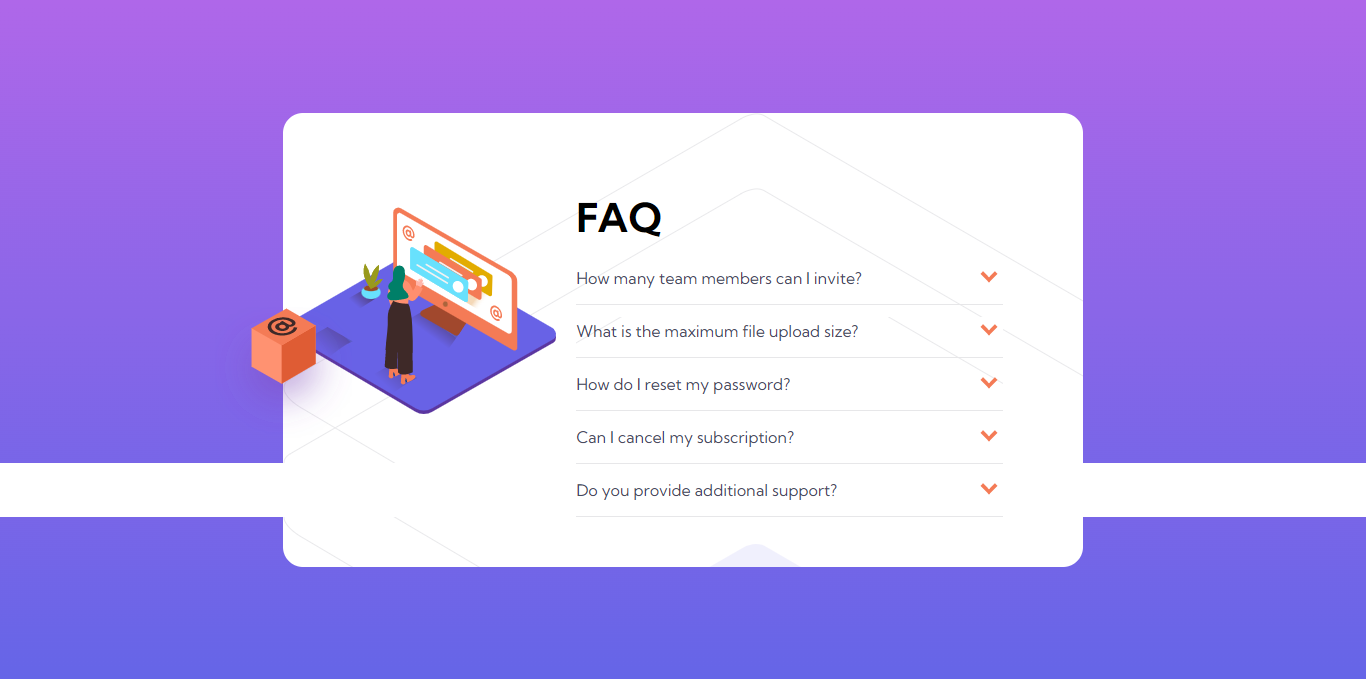 FAQ
How many team members can I invite?
What is the maximum file upload size?
How do I reset my password?
Can I cancel my subscription?
Do you provide additional support?
@
@
@